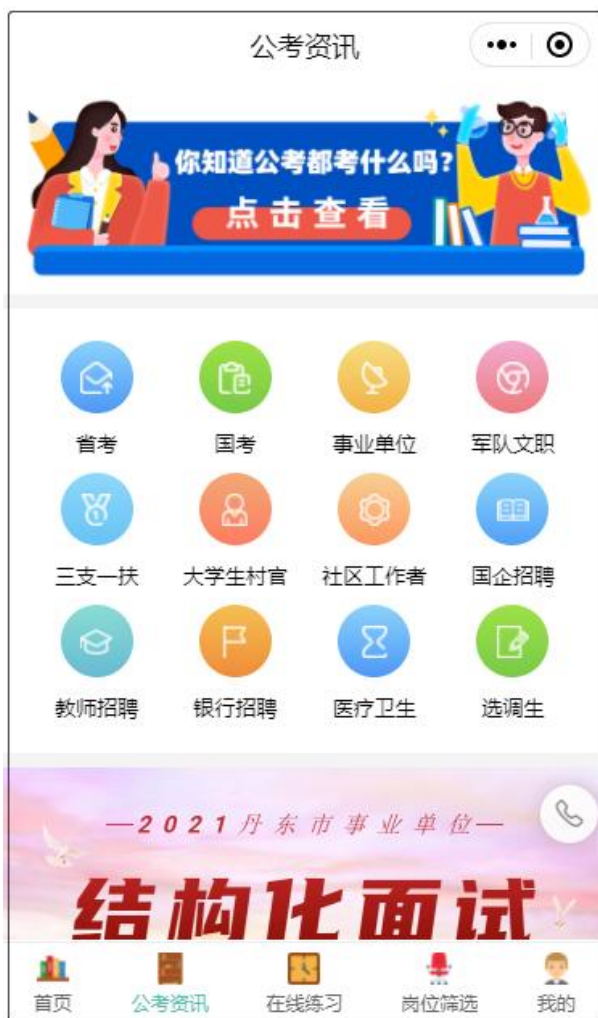 公考资讯
你知道公考都考什么吗?
点击查看
省考 国考 事业单位 军队文职
三支一扶 大学生村官 社区工作者 国企招聘
教师招聘 银行招聘 医疗卫生 选调生
—2021丹东市事业单位—
结构化面试
首页 公考资讯 在线练习 岗位筛选 我的